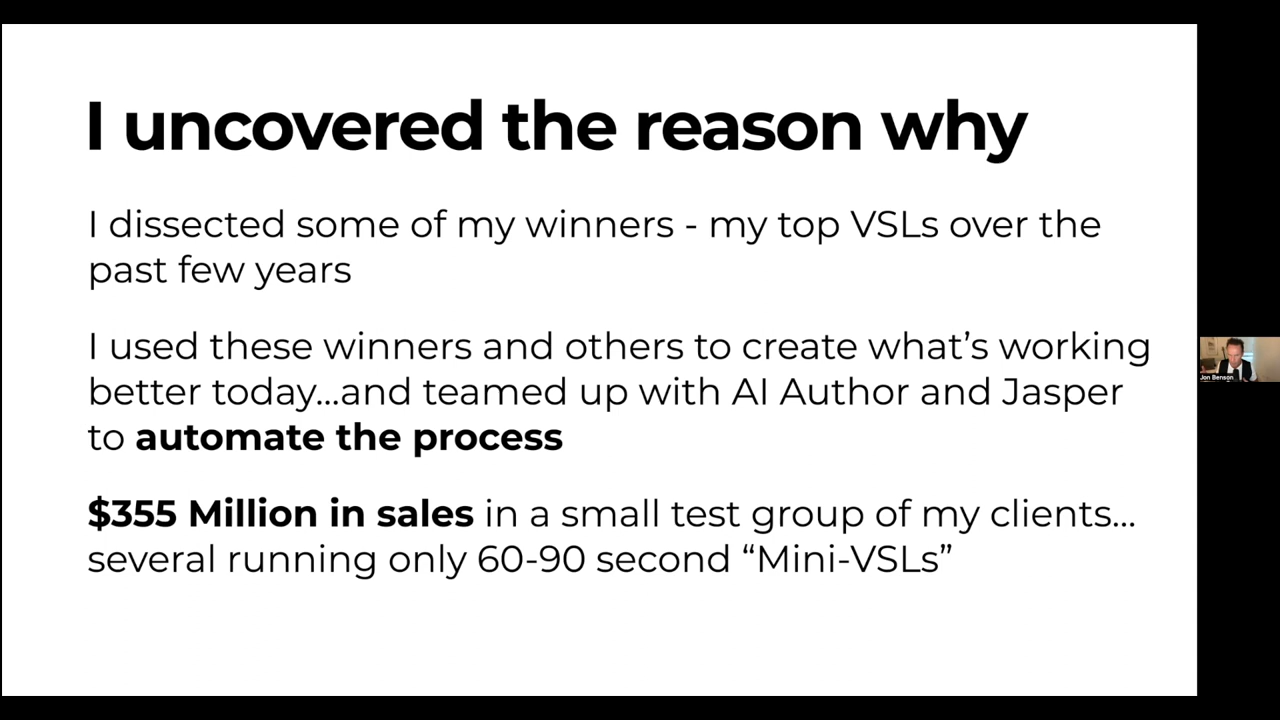 I uncovered the reason why
I dissected some of my winners - my top VSLs over the
past few years
I used these winners and others to create what’s working
better today...and teamed up with AI Author and Jasper
to automate the process
$355 Million in sales in a small test group of my clients...
several running only 60-90 second “Mini-VSLs”
Jon Benson